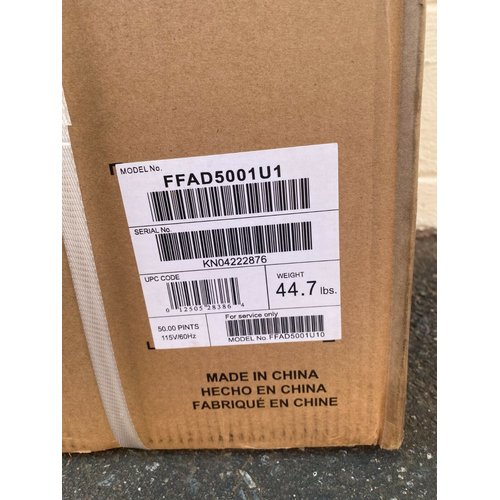 MODEL No.
FFAD5001U1
SERIAL No.
KN04222876
UPC CODE
0 12505 28386 4
WEIGHT
44.7 lbs.
50.00 PINTS
115V/60Hz
For service only
MODEL No. FFAD5001U10
MADE IN CHINA
HECHO EN CHINA
FABRIQUÉ EN CHINE